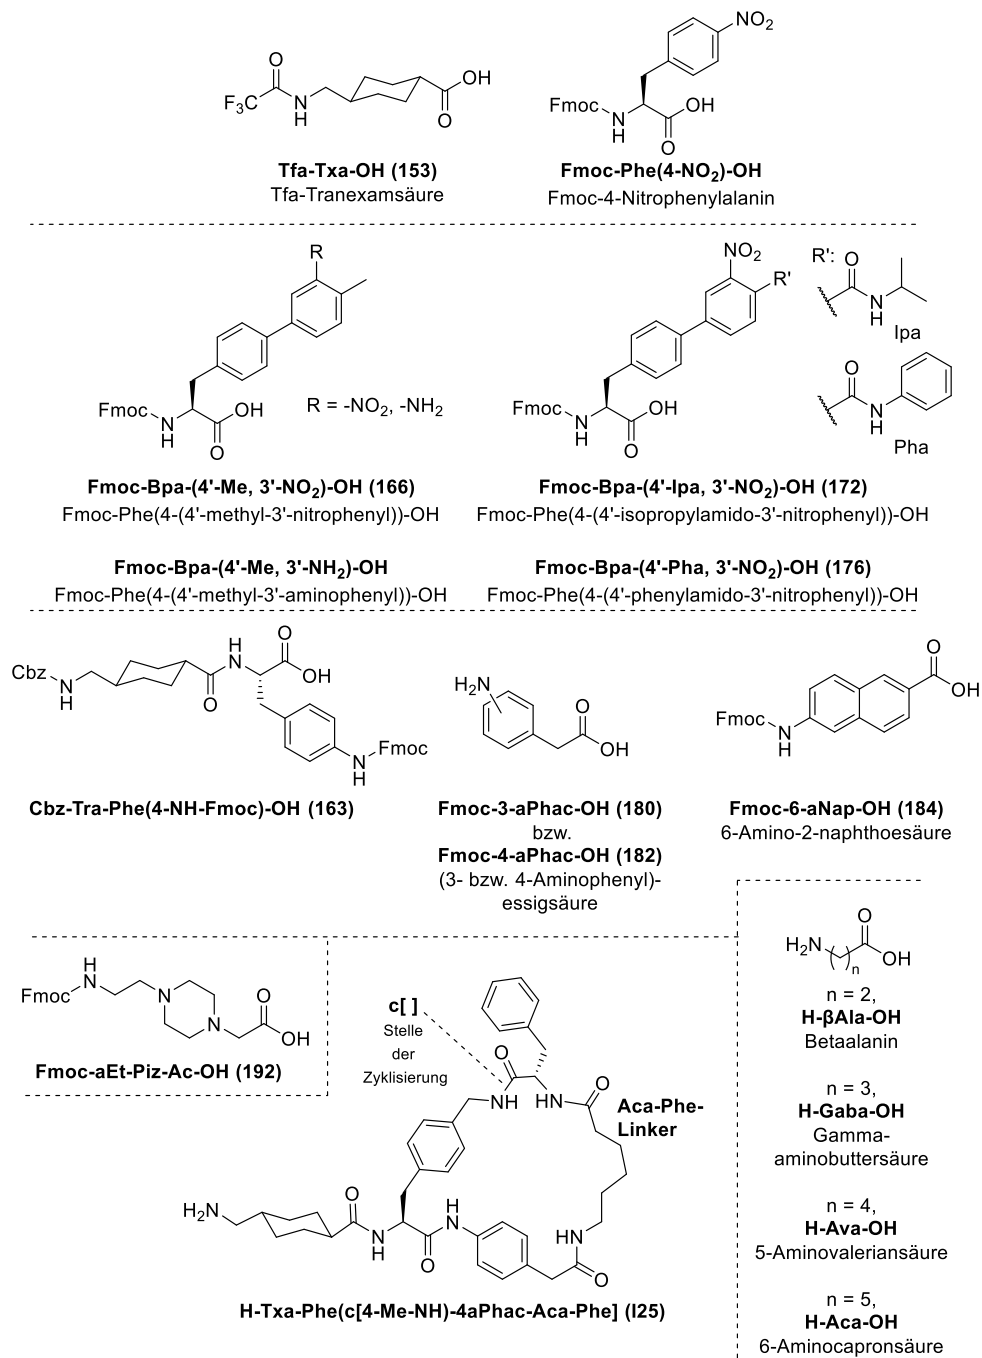 O
F3C
N
H
OH
O
Tfa-Txa-OH (153)
Tfa-Tranexamsäure
NO2
Fmoc
N
H
OH
O
Fmoc-Phe(4-NO2)-OH
Fmoc-4-Nitrophenylalanin
R
Fmoc
N
H
OH
O
R = -NO2, -NH2
Fmoc-Bpa-(4'-Me, 3'-NO2)-OH (166)
Fmoc-Phe(4-(4'-methyl-3'-nitrophenyl))-OH
Fmoc-Bpa-(4'-Me, 3'-NH2)-OH
Fmoc-Phe(4-(4'-methyl-3'-aminophenyl))-OH
NO2
R'
Fmoc
N
H
OH
O
R':
O
N
H
Ipa
O
N
H
Pha
Fmoc-Bpa-(4'-Ipa, 3'-NO2)-OH (172)
Fmoc-Phe(4-(4'-isopropylamido-3'-nitrophenyl))-OH
Fmoc-Bpa-(4'-Pha, 3'-NO2)-OH (176)
Fmoc-Phe(4-(4'-phenylamido-3'-nitrophenyl))-OH
Cbz
N
H
O
H
N
O
OH
N
H
Fmoc
Cbz-Tra-Phe(4-NH-Fmoc)-OH (163)
H2N
O
OH
Fmoc-3-aPhac-OH (180)
bzw.
Fmoc-4-aPhac-OH (182)
(3- bzw. 4-Aminophenyl)-
essigsäure
O
OH
Fmoc
N
H
Fmoc-6-aNap-OH (184)
6-Amino-2-naphthoesäure
Fmoc
H
N
N
N
O
OH
Fmoc-aEt-Piz-Ac-OH (192)
c[ ]
Stelle
der
Zyklisierung
O
NH
HN
O
Aca-Phe-
Linker
H2N
O
N
H
O
H
N
HN
O
H-Txa-Phe(c[4-Me-NH)-4aPhac-Aca-Phe] (I25)
H2N
( )
n
O
OH
n = 2,
H-βAla-OH
Betaalanin
n = 3,
H-Gaba-OH
Gamma-
aminobuttersäure
n = 4,
H-Ava-OH
5-Aminovaleriansäure
n = 5,
H-Aca-OH
6-Aminocapronsäure